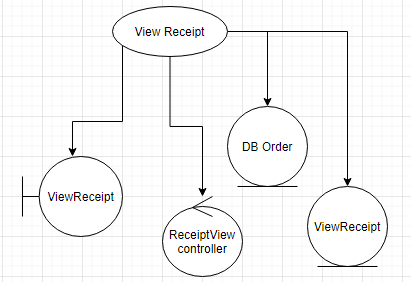 View Receipt
DB Order
ViewReceipt
ReceiptView
controller
ViewReceipt